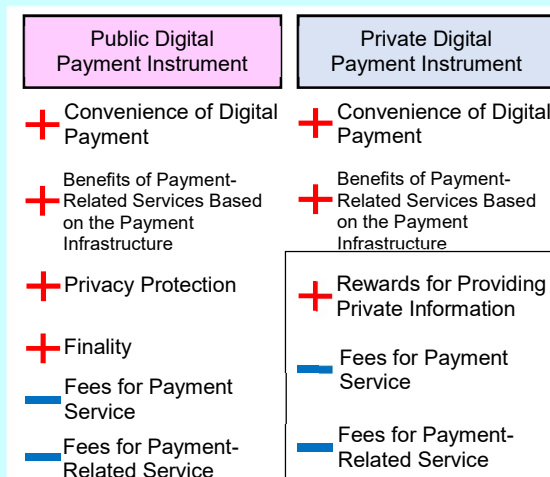 Public Digital
Payment Instrument
Convenience of Digital
Payment
Benefits of Payment-
Related Services Based
on the Payment
Infrastructure
Privacy Protection
Finality
Fees for Payment
Service
Fees for Payment-
Related Service
Private Digital
Payment Instrument
Convenience of Digital
Payment
Benefits of Payment-
Related Services Based
on the Payment
Infrastructure
Rewards for Providing
Private Information
Fees for Payment
Service
Fees for Payment-
Related Service